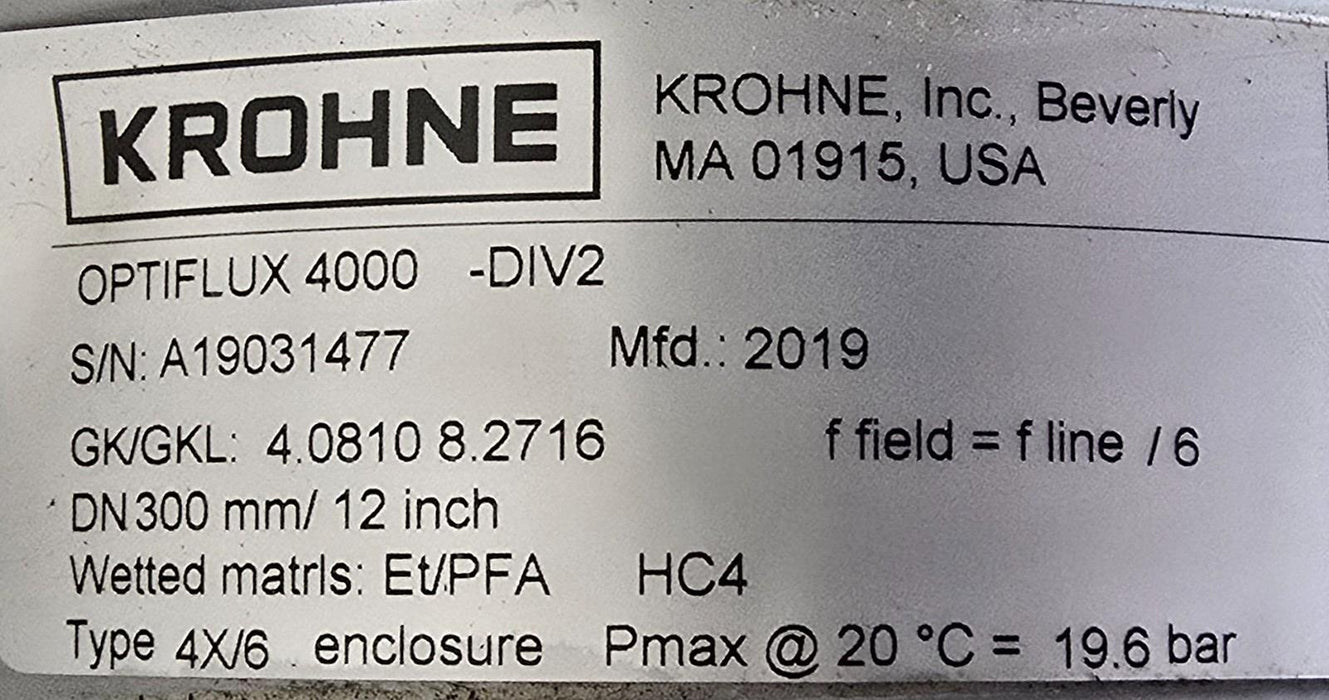 KROHNE
KROHNE, Inc., Beverly
MA 01915, USA
OPTIFLUX 4000 -DIV2
S/N: A19031477 Mfd.: 2019
GK/GKL: 4.0810 8.2716 f field = f line / 6
DN300 mm/ 12 inch
Wetted matrls: Et/PFA HC4
Type 4X/6 enclosure Pmax @ 20 °C = 19.6 bar